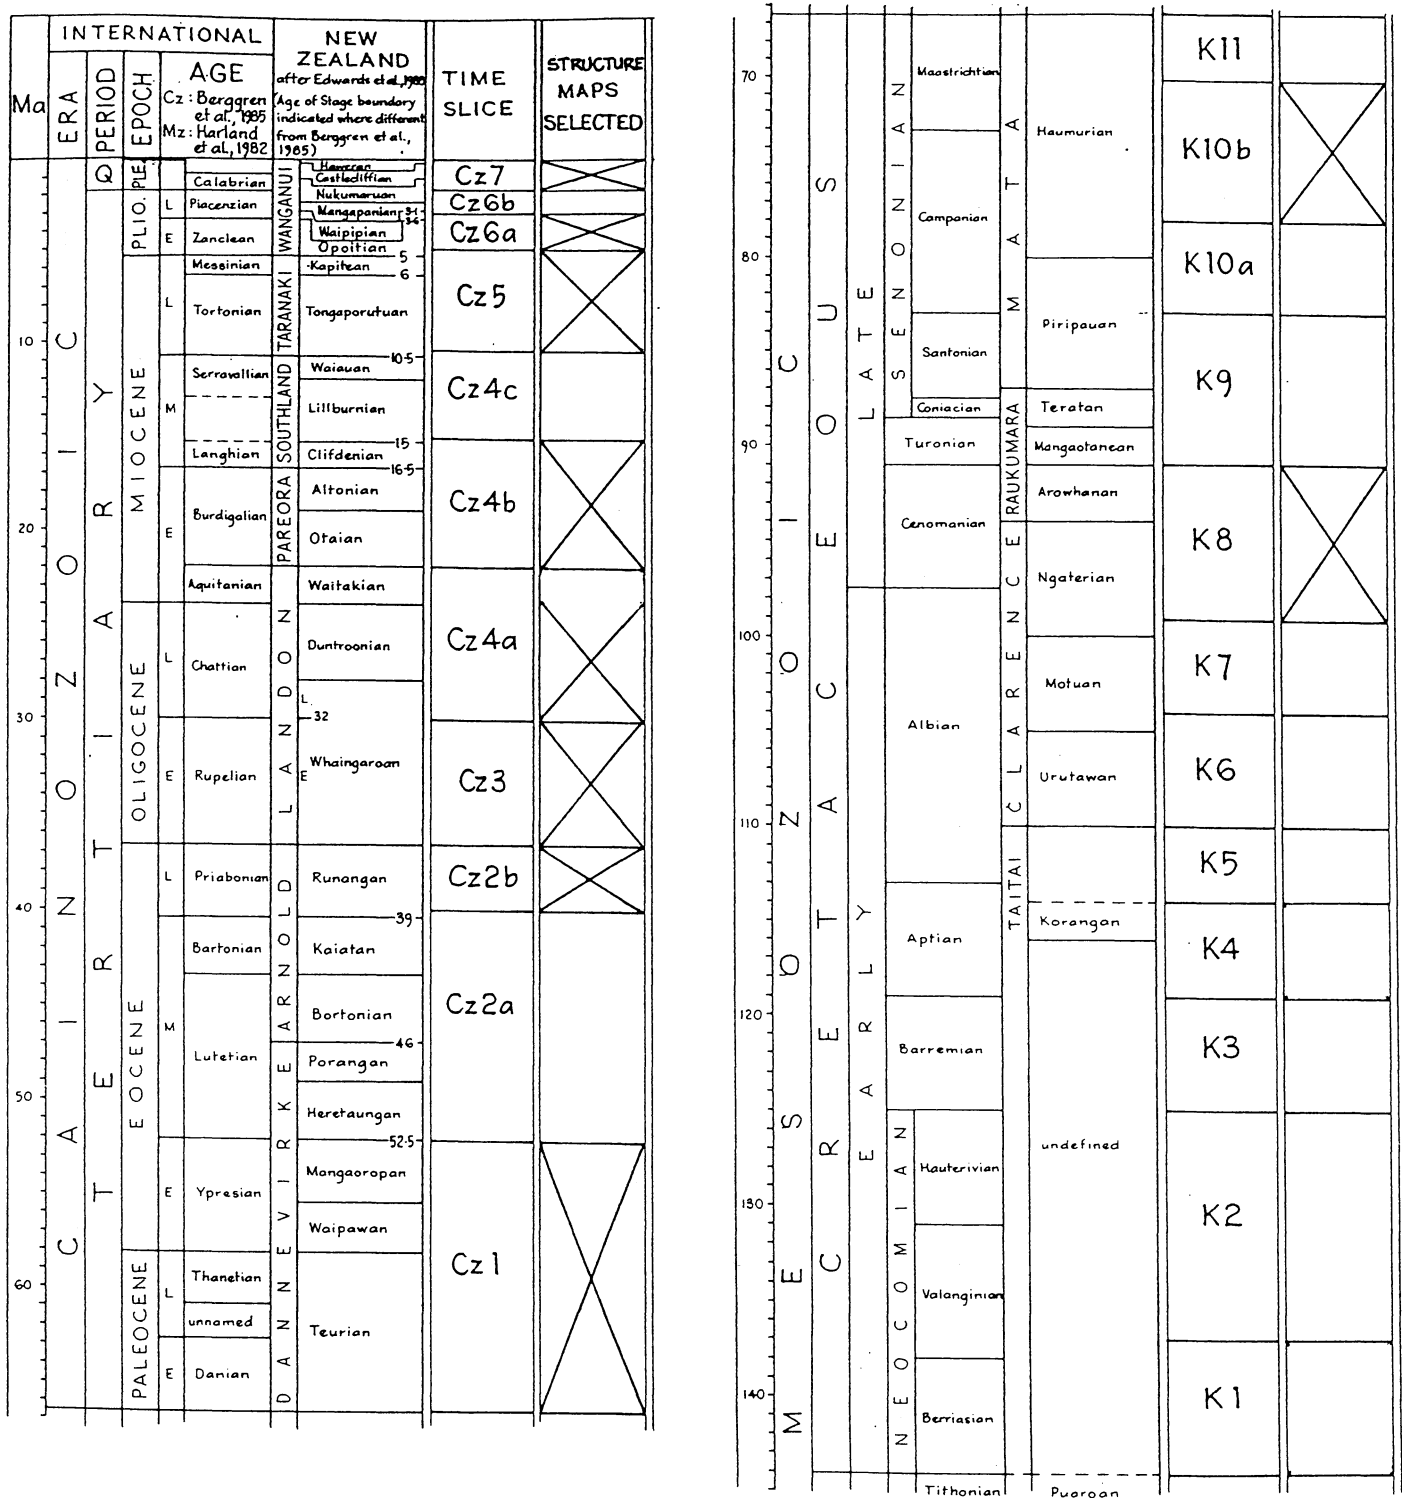 INTERNATIONAL
Ma
ERA
PERIOD
EPOCH
AGE
Cz : Berggren
et al., 1985
Mz: Harland
et al., 1982
NEW
ZEALAND
after Edwards et al., 1988
(Age of Stage boundary
indicated where different
from Berggren et al.,
1985)
TIME
SLICE
STRUCTURE
MAPS
SELECTED
10
20
30
40
50
60
CAINOZOIC
Q
TERTIARY
PLE.
PLIO.
MIOCENE
OLIGOCENE
EOCENE
PALEOCENE
L
E
L
M
E
L
E
L
M
E
L
E
Calabrian
Piacenzian
Zanclean
Messinian
Tortonian
Serravallian
Langhian
Burdigalian
Aquitanian
Chattian
Rupelian
Priabonian
Bartonian
Lutetian
Ypresian
Thanetian
unnamed
Danian
WANGANUI
TARANAKI
SOUTHLAND
PAREORA
LANDON
ARNOLD
DANNEVIRKE
Haweran
Castlecliffian
Nukumaruan
Mangapanian 3·1
3·6
Waipipian
Opoitian
5
Kapitean
6
Tongaporutuan
10·5
Waiauan
Lillburnian
15
Clifdenian
16·5
Altonian
Otaian
Waitakian
Duntroonian
L
32
Whaingaroan
E
Runangan
39
Kaiatan
Bortonian
46
Porangan
Heretaungan
52·5
Mangaoropan
Waipawan
Teurian
Cz7
Cz6b
Cz6a
Cz5
Cz4c
Cz4b
Cz4a
Cz3
Cz2b
Cz2a
Cz1
70
80
90
100
110
120
130
140
MESOZOIC
CRETACEOUS
LATE
EARLY
SENONIAN
NEOCOMIAN
Maastrichtian
Campanian
Santonian
Coniacian
Turonian
Cenomanian
Albian
Aptian
Barremian
Hauterivian
Valanginian
Berriasian
Tithonian
MATA
RAUKUMARA
CLARENCE
TAITAI
Haumurian
Piripauan
Teratan
Mangaotanean
Arowhanan
Ngaterian
Motuan
Urutawan
Korangan
undefined
Puaroan
K11
K10b
K10a
K9
K8
K7
K6
K5
K4
K3
K2
K1